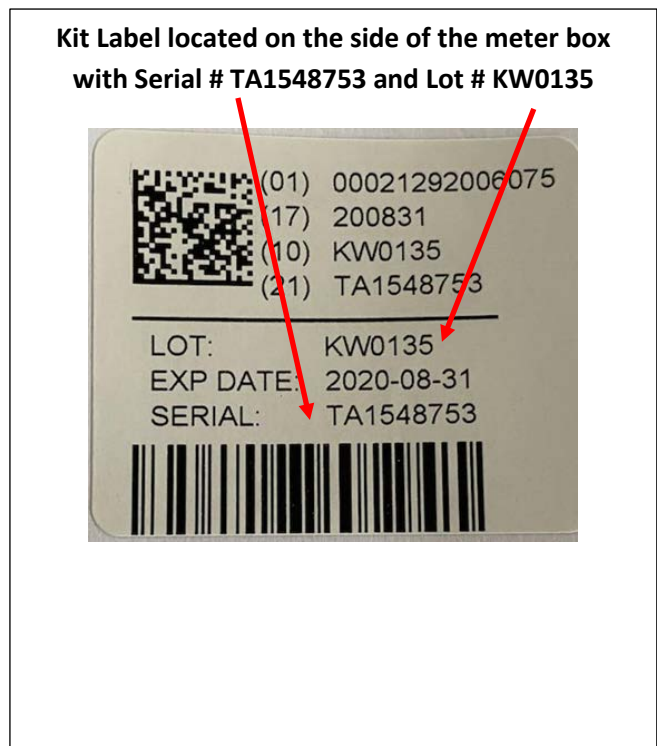 Kit Label located on the side of the meter box
with Serial # TA1548753 and Lot # KW0135
(01) 00021292006075
(17) 200831
(10) KW0135
(21) TA1548753
LOT: KW0135
EXP DATE: 2020-08-31
SERIAL: TA1548753